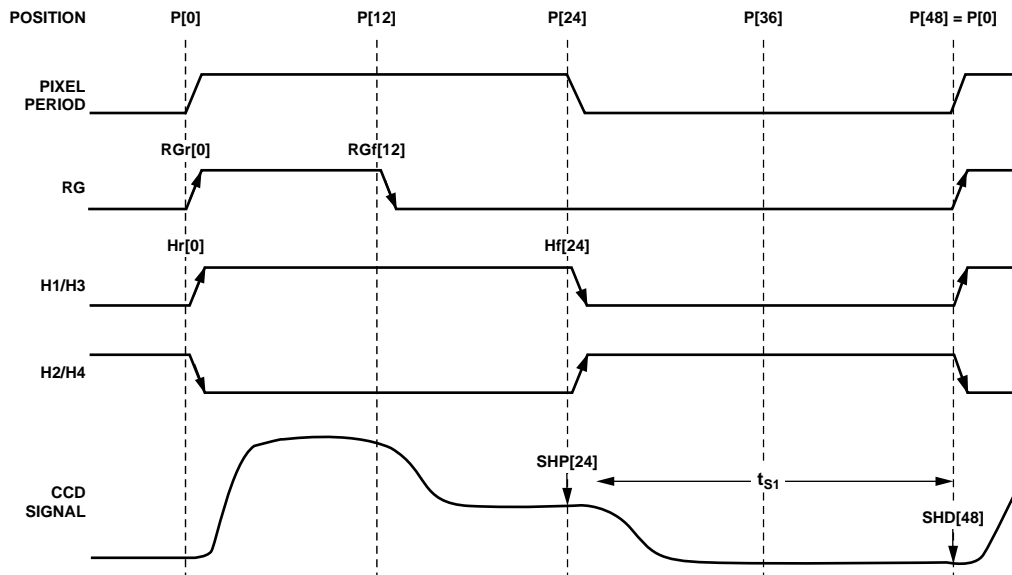 POSITION P[0] P[12] P[24] P[36] P[48] = P[0]
PIXEL
PERIOD
RGr[0] RGf[12]
RG
Hr[0] Hf[24]
H1/H3
H2/H4
SHP[24]
tS1
CCD
SIGNAL
SHD[48]